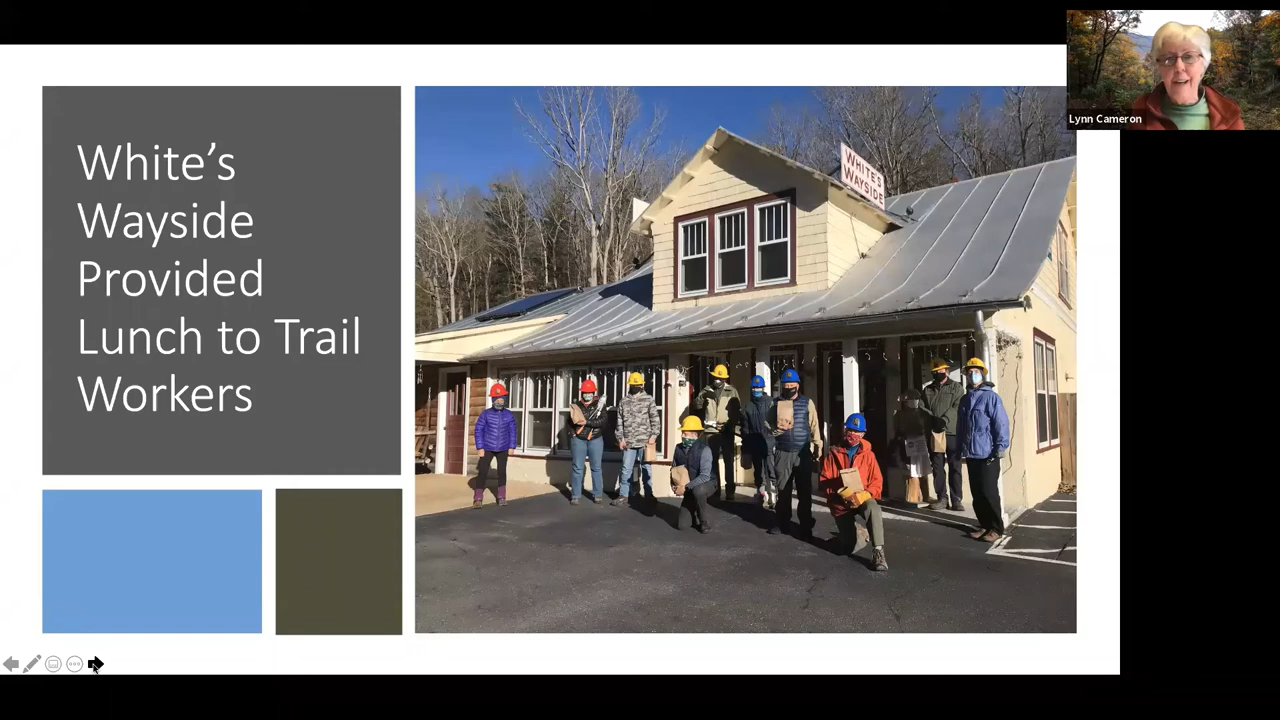 White’s
Wayside
Provided
Lunch to Trail
Workers
WHITE'S
WAYSIDE
Lynn Cameron